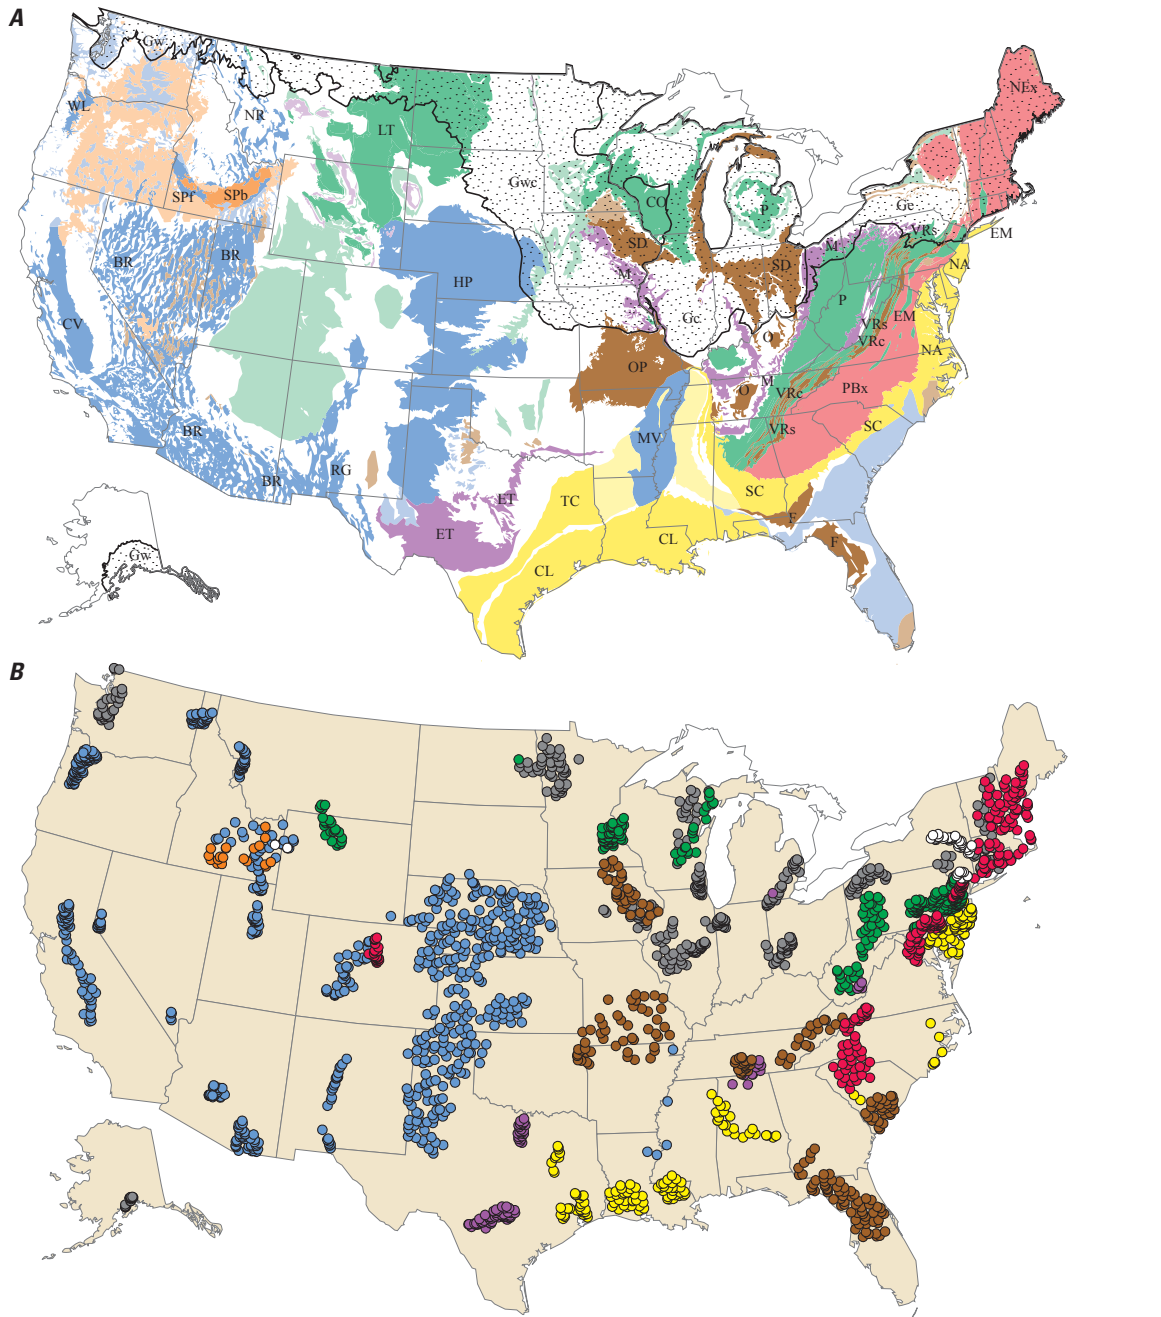 A
Gw
WL
NR
LT
NEx
SPf
SPb
Gwc
CO
P
Ge
VRs
EM
BR
BR
HP
SD
SD
M
M
NA
CV
P
Gc
EM
VRs
VRc
O
NA
OP
M
O
VRc
PBx
BR
MV
VRs
SC
RG
BR
ET
TC
SC
F
ET
CL
F
CL
Gw
B